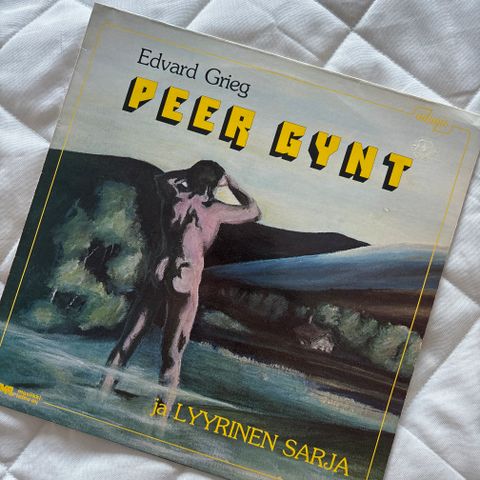 Edvard Grieg
PEER GYNT
ja LYYRINEN SARJA